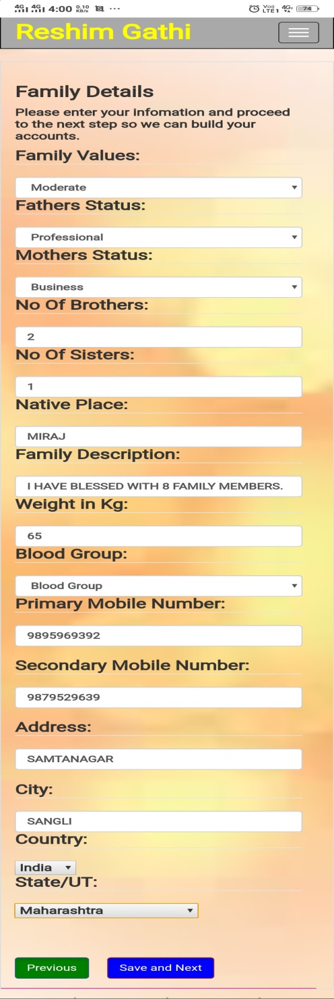 4G 4G 4:00 0.10 KB/s ... Vo)) LTE1 4G 74
Reshim Gathi
Family Details
Please enter your infomation and proceed
to the next step so we can build your
accounts.
Family Values:
Moderate
Fathers Status:
Professional
Mothers Status:
Business
No Of Brothers:
2
No Of Sisters:
1
Native Place:
MIRAJ
Family Description:
I HAVE BLESSED WITH 8 FAMILY MEMBERS.
Weight in Kg:
65
Blood Group:
Blood Group
Primary Mobile Number:
9895969392
Secondary Mobile Number:
9879529639
Address:
SAMTANAGAR
City:
SANGLI
Country:
India
State/UT:
Maharashtra
Previous Save and Next